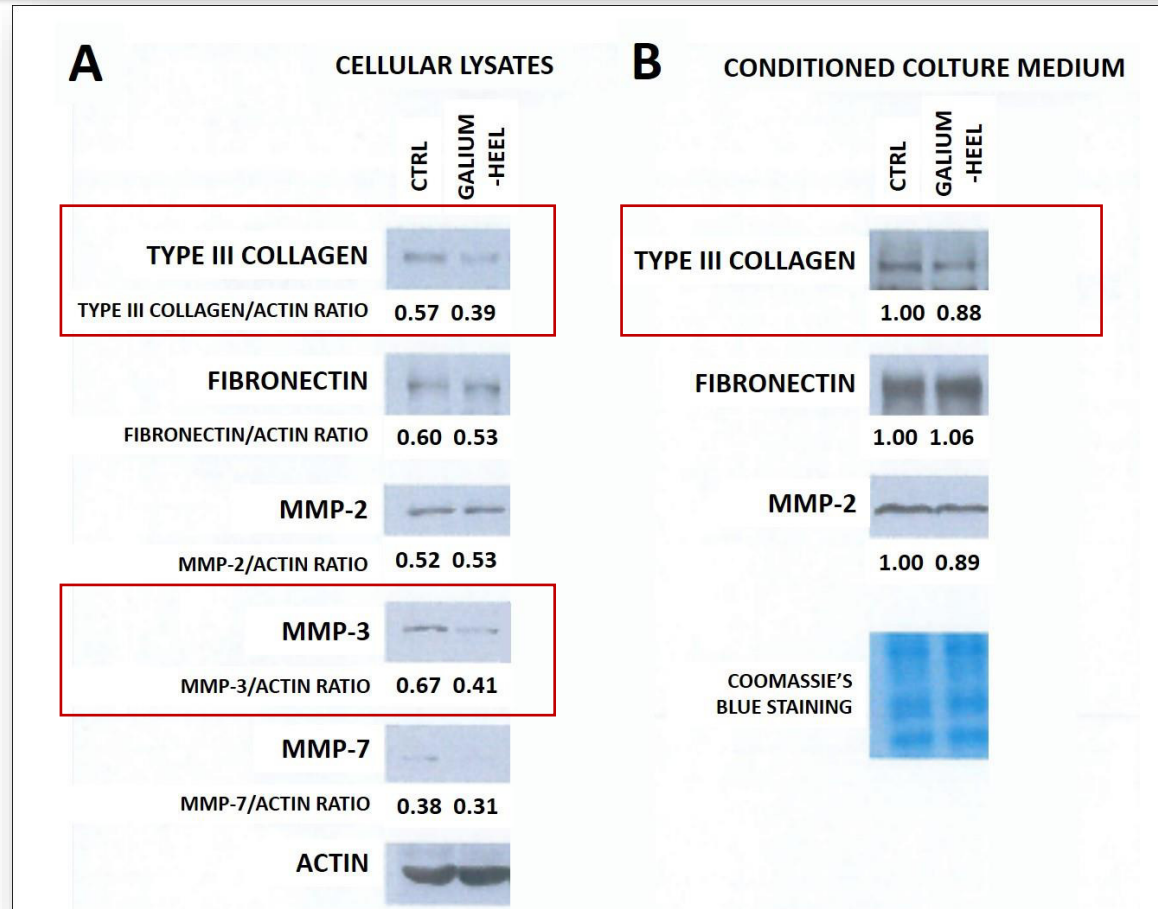 A
CELLULAR LYSATES
CTRL
GALIUM
-HEEL
TYPE III COLLAGEN
TYPE III COLLAGEN/ACTIN RATIO 0.57 0.39
FIBRONECTIN
FIBRONECTIN/ACTIN RATIO 0.60 0.53
MMP-2
MMP-2/ACTIN RATIO 0.52 0.53
MMP-3
MMP-3/ACTIN RATIO 0.67 0.41
MMP-7
MMP-7/ACTIN RATIO 0.38 0.31
ACTIN
B
CONDITIONED COLTURE MEDIUM
CTRL
GALIUM
-HEEL
TYPE III COLLAGEN
1.00 0.88
FIBRONECTIN
1.00 1.06
MMP-2
1.00 0.89
COOMASSIE'S
BLUE STAINING